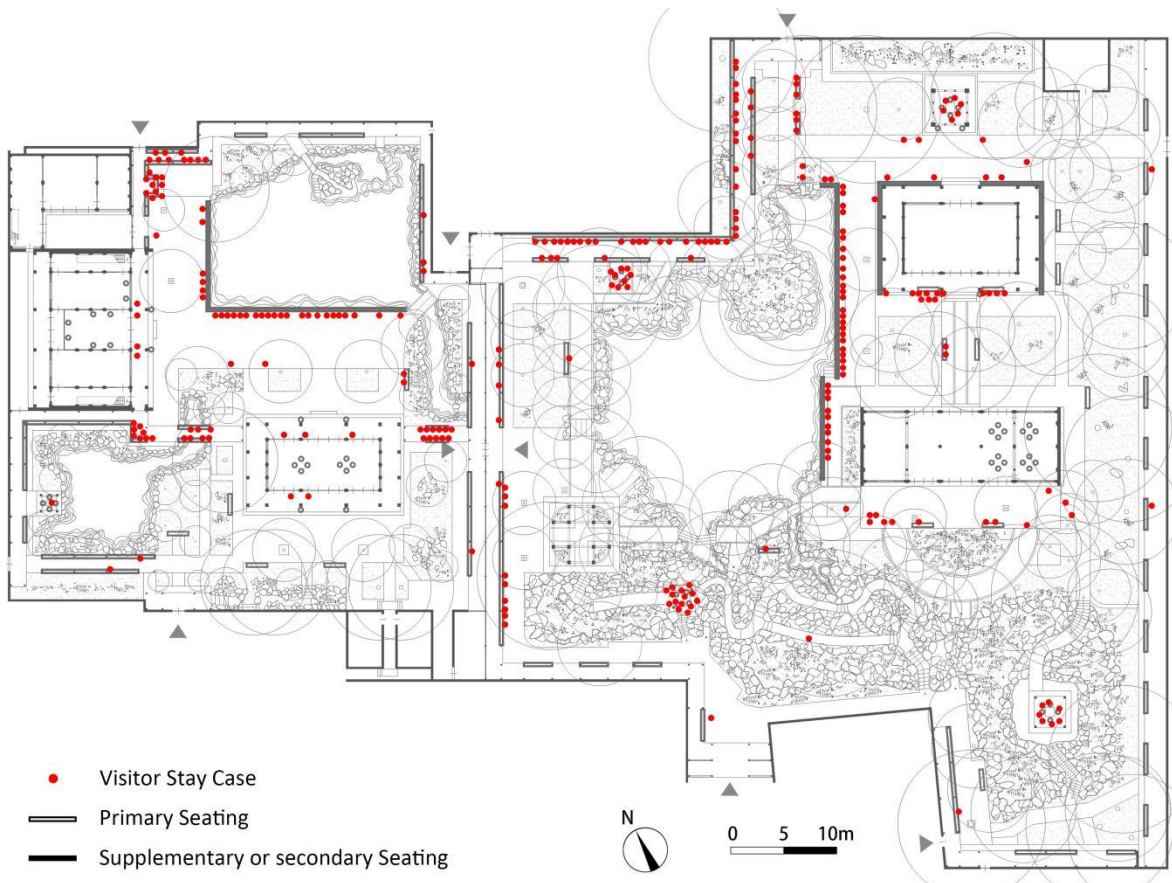 Visitor Stay Case
Primary Seating
Supplementary or secondary Seating
N
0 5 10m